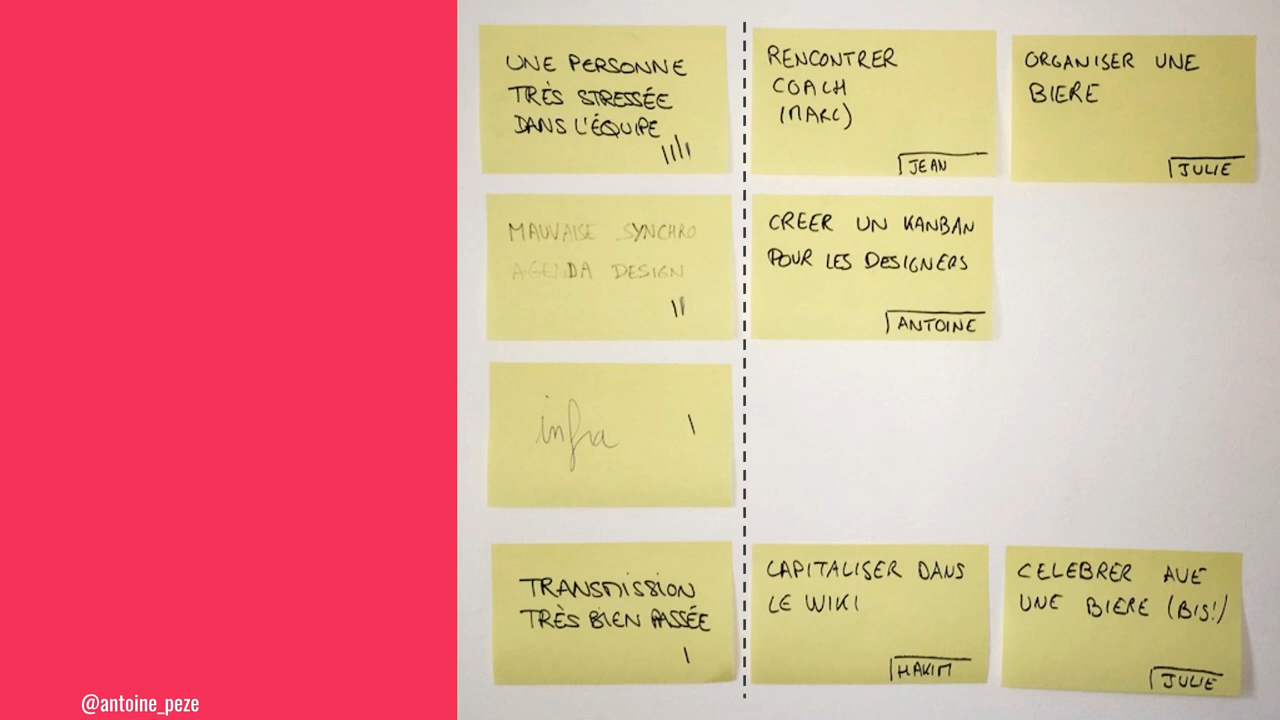 UNE PERSONNE
TRÈS STRESSÉE
DANS L'ÉQUIPE
RENCONTRER
COACH
(MARC)
JEAN
ORGANISER UNE
BIERE
JULIE
MAUVAISE SYNCHRO
AGENDA DESIGN
CREER UN KANBAN
POUR LES DESIGNERS
ANTOINE
infra
TRANSMISSION
TRÈS BIEN PASSÉE
CAPITALISER DANS
LE WIKI
HAKIM
CELEBRER AVE
UNE BIERE (BIS!)
JULIE
@antoine_peze